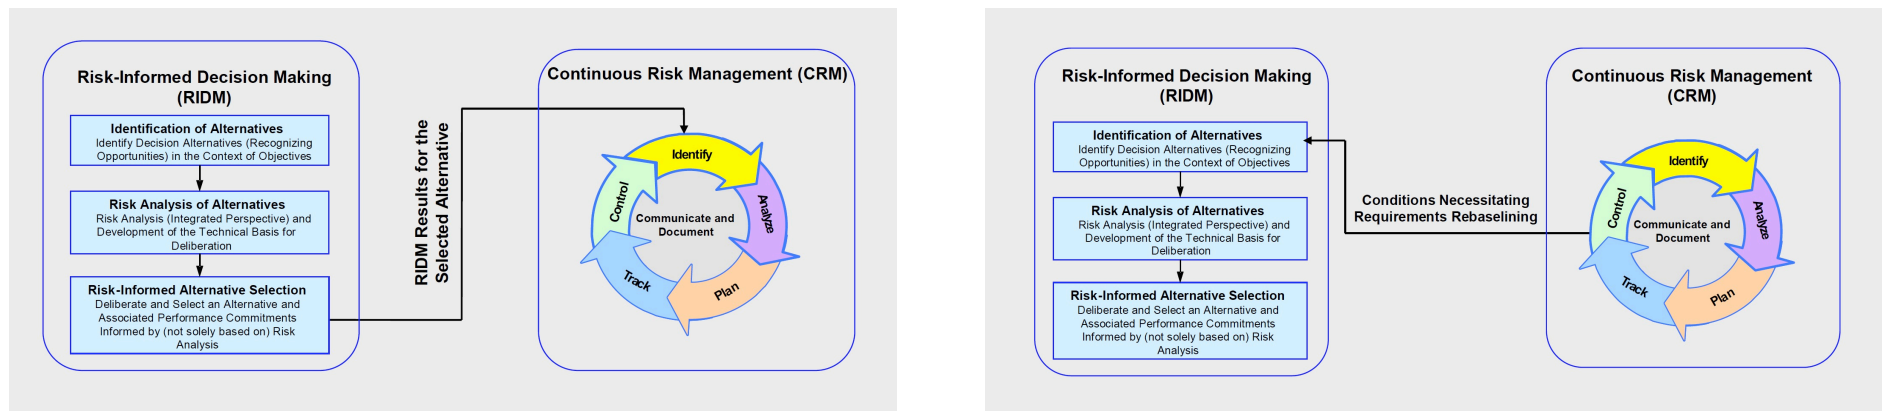 Risk-Informed Decision Making
(RIDM)
Identification of Alternatives
Identify Decision Alternatives (Recognizing
Opportunities) in the Context of Objectives
Risk Analysis of Alternatives
Risk Analysis (Integrated Perspective) and
Development of the Technical Basis for
Deliberation
Risk-Informed Alternative Selection
Deliberate and Select an Alternative and
Associated Performance Commitments
Informed by (not solely based on) Risk
Analysis
RIDM Results for the
Selected Alternative
Continuous Risk Management (CRM)
Identify
Analyze
Plan
Track
Control
Communicate and
Document
Risk-Informed Decision Making
(RIDM)
Identification of Alternatives
Identify Decision Alternatives (Recognizing
Opportunities) in the Context of Objectives
Risk Analysis of Alternatives
Risk Analysis (Integrated Perspective) and
Development of the Technical Basis for
Deliberation
Risk-Informed Alternative Selection
Deliberate and Select an Alternative and
Associated Performance Commitments
Informed by (not solely based on) Risk
Analysis
Conditions Necessitating
Requirements Rebaselining
Continuous Risk Management
(CRM)
Identify
Analyze
Plan
Track
Control
Communicate and
Document